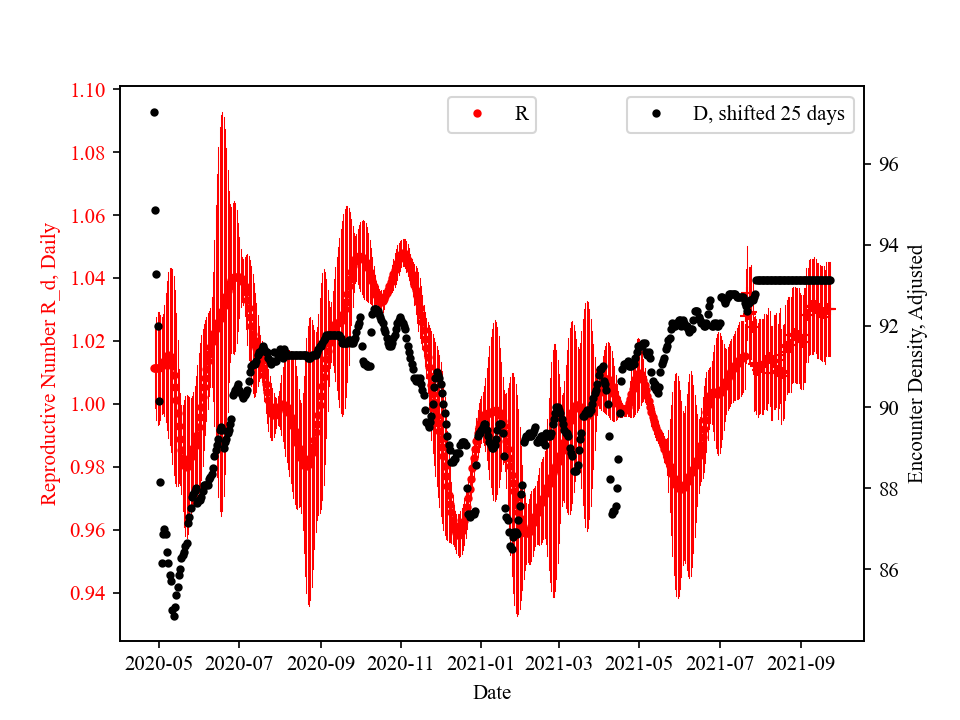 R
D, shifted 25 days
Reproductive Number R_d, Daily
1.10
1.08
1.06
1.04
1.02
1.00
0.98
0.96
0.94
96
94
92
90
88
86
Encounter Density, Adjusted
2020-05 2020-07 2020-09 2020-11 2021-01 2021-03 2021-05 2021-07 2021-09
Date